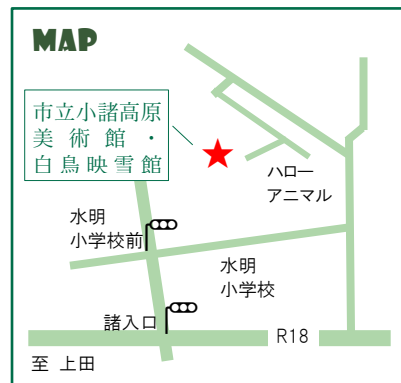 MAP
市立小諸高原
美術館・
白鳥映雪館
ハロー
アニマル
水明
小学校前
水明
小学校
諸入口
R18
至 上田